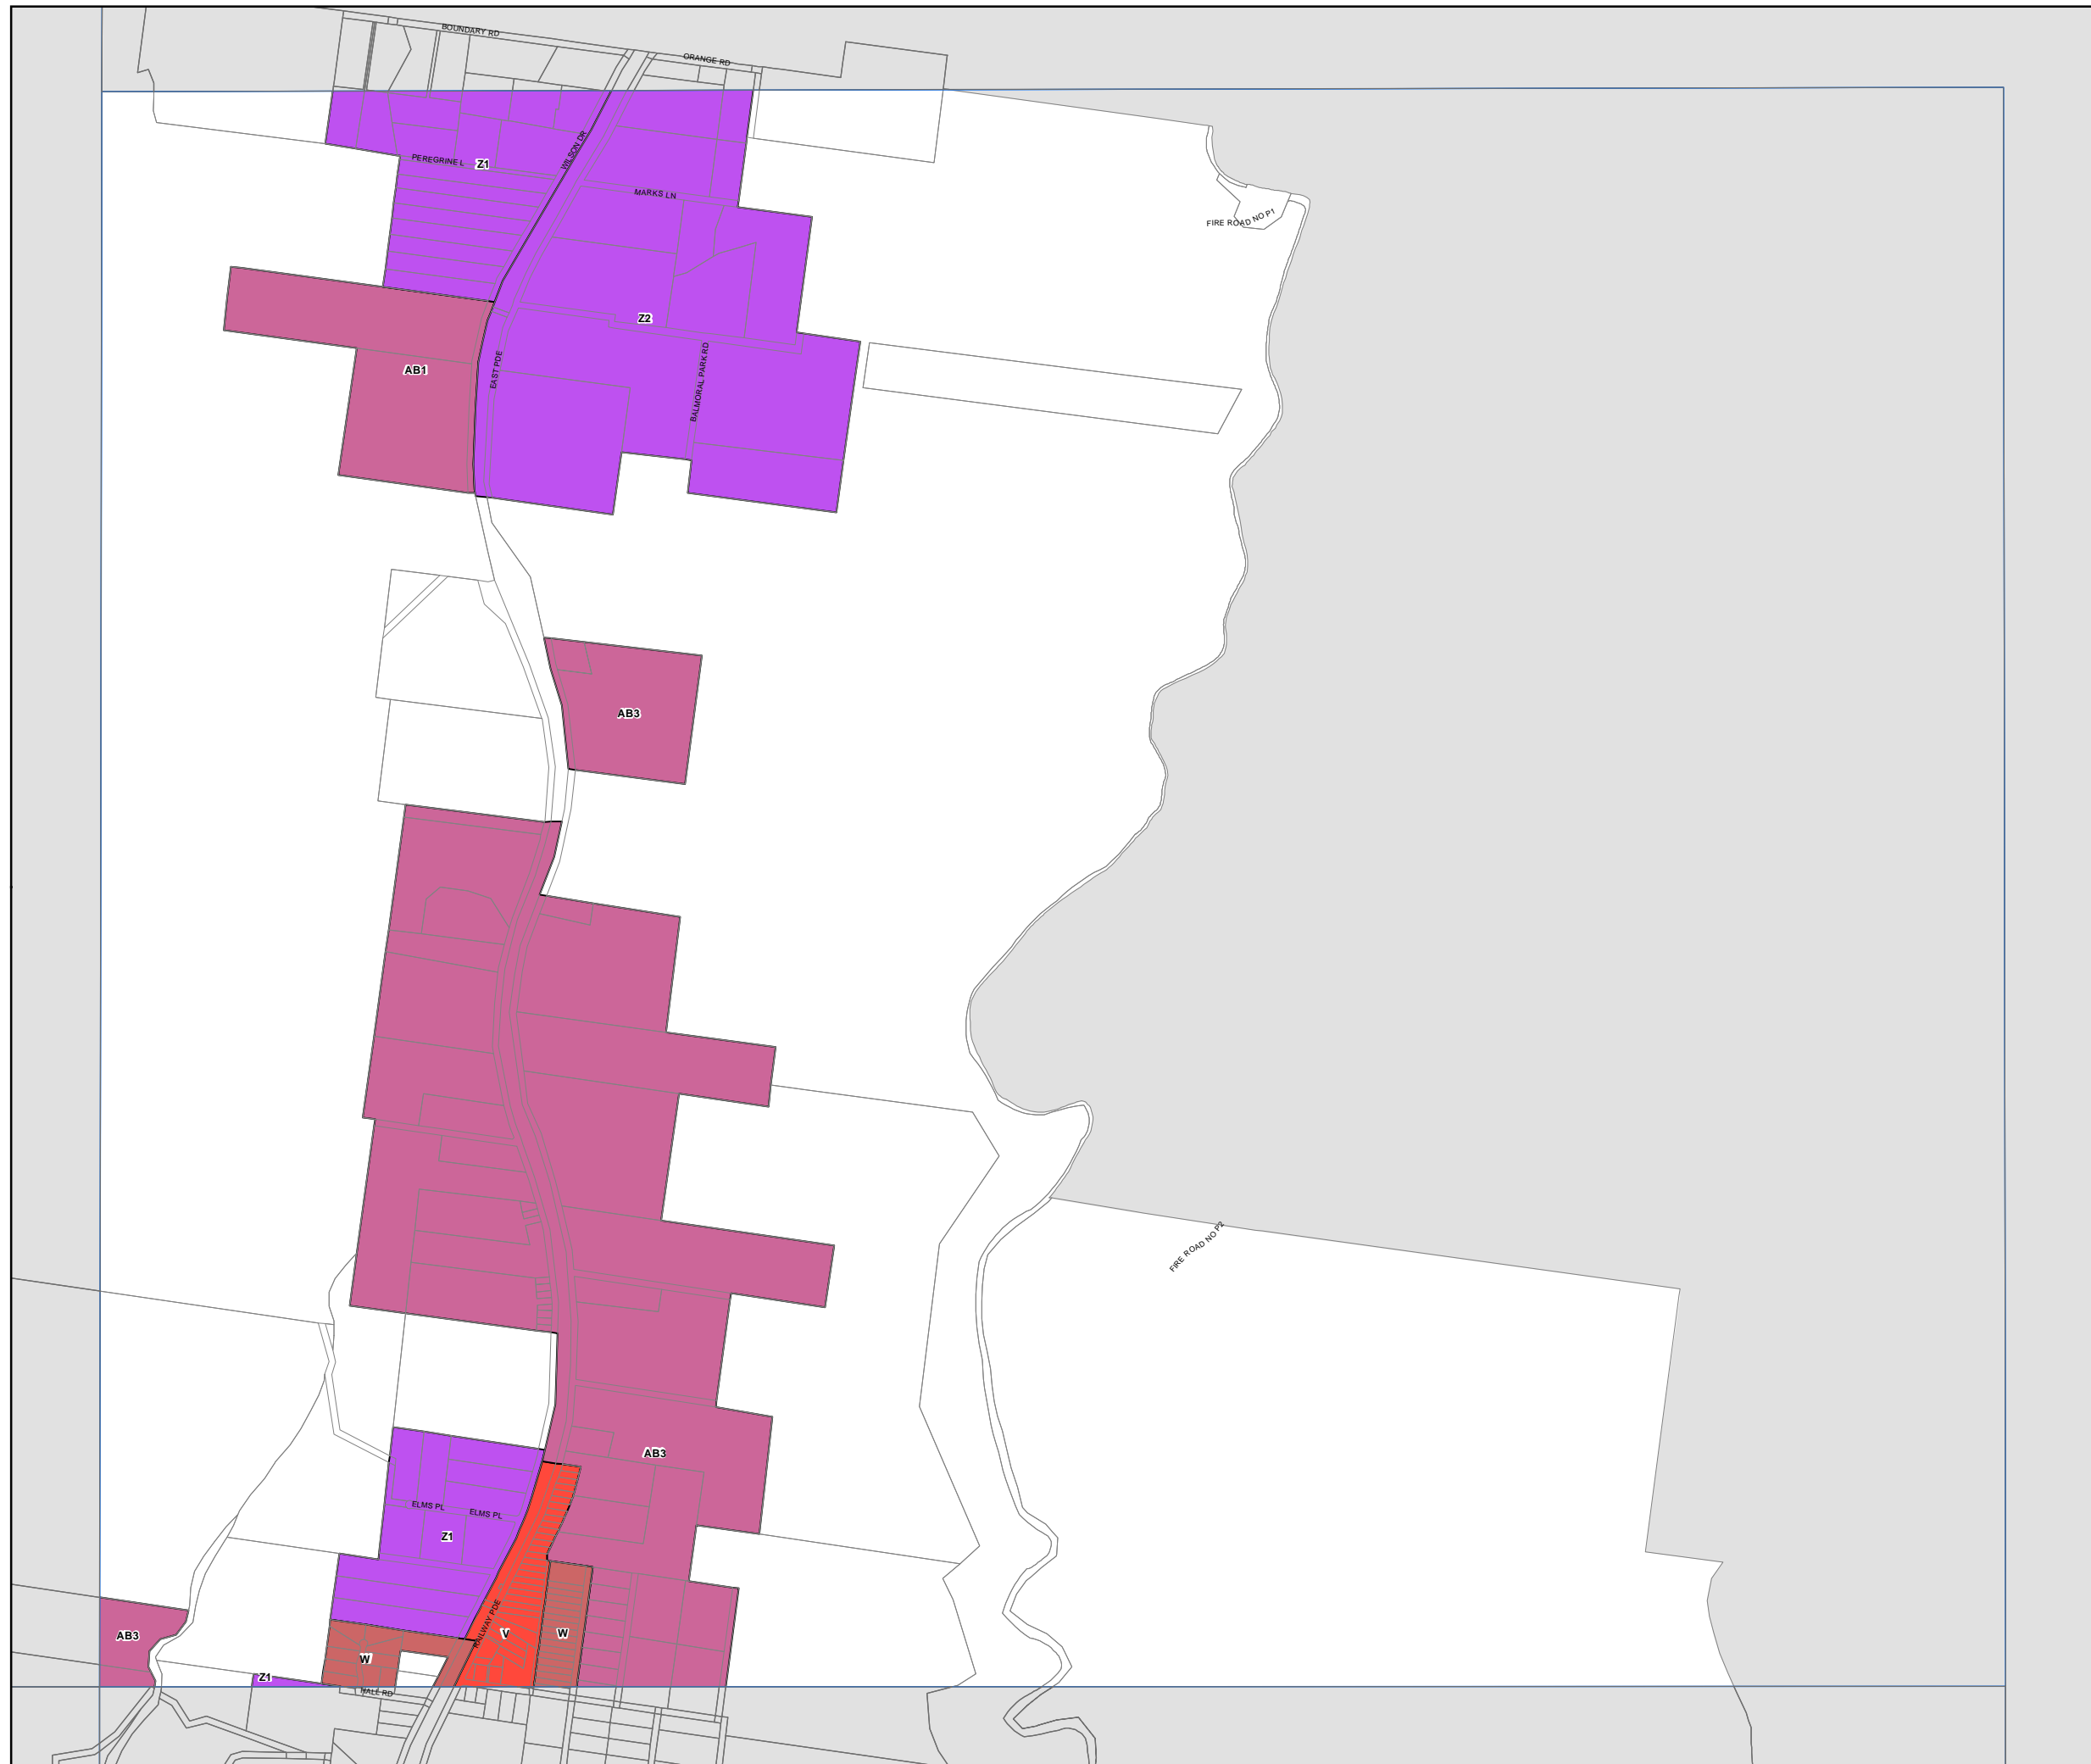 BOUNDARY RD
ORANGE RD
WILSON DR
PEREGRINE L
Z1
MARKS LN
FIRE ROAD NO P1
Z2
EAST PDE
BALMORAL PARK RD
AB1
AB3
FIRE ROAD NO P2
AB3
ELMS PL
ELMS PL
Z1
RAILWAY PDE
AB3
V
W
W
Z1
HALL RD